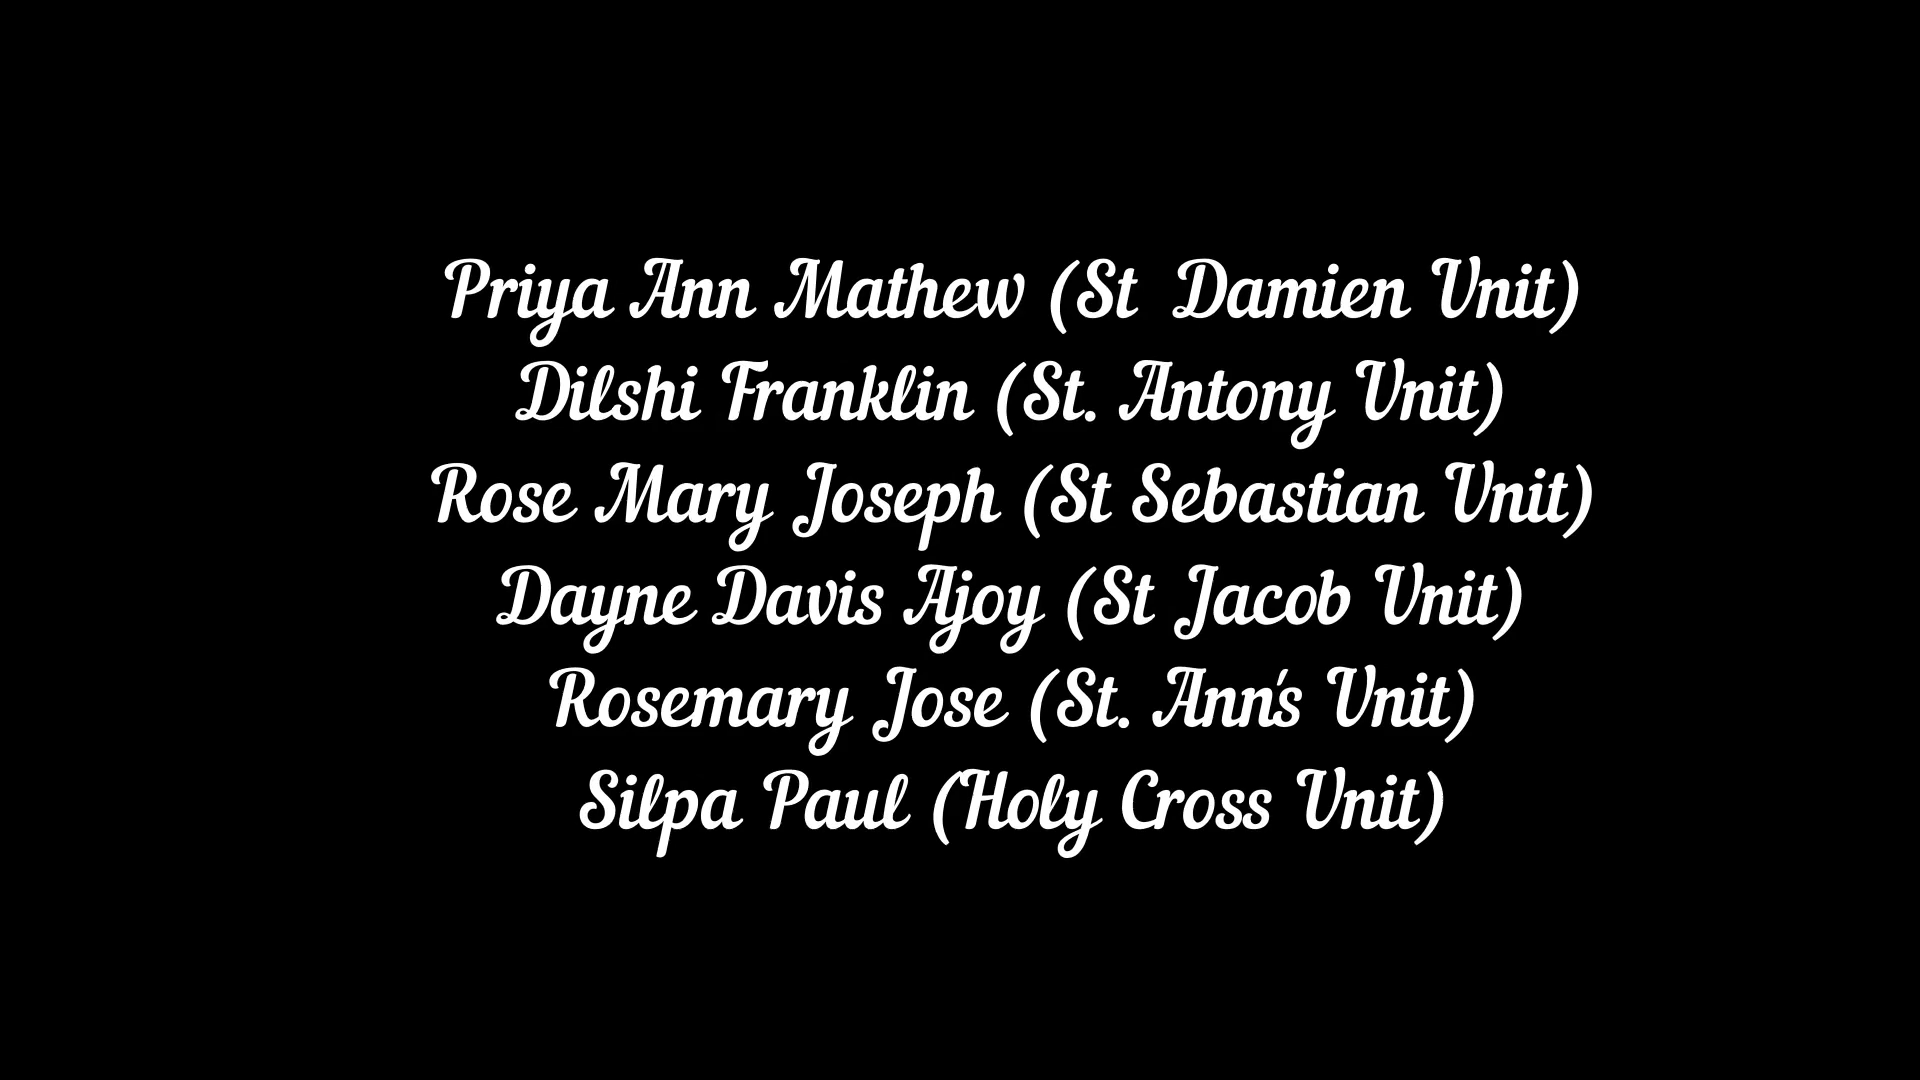 Priya Ann Mathew (St Damien Unit)
Dilshi Franklin (St. Antony Unit)
Rose Mary Joseph (St Sebastian Unit)
Dayne Davis Ajoy (St Jacob Unit)
Rosemary Jose (St. Ann's Unit)
Silpa Paul (Holy Cross Unit)